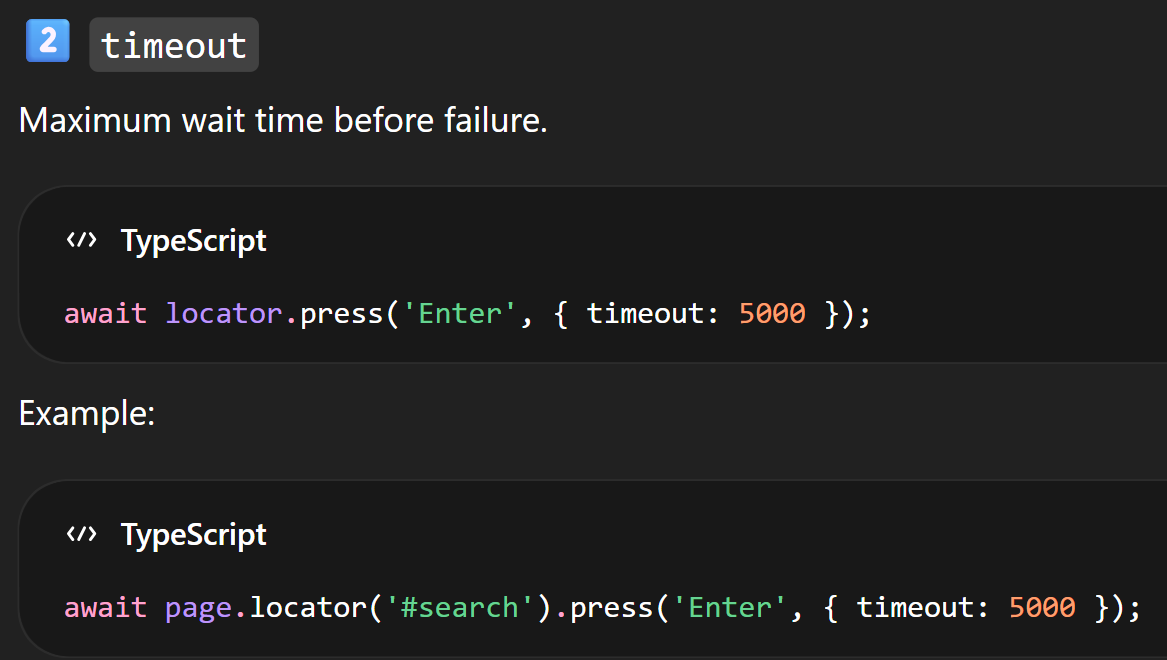 2 timeout
Maximum wait time before failure.
</> TypeScript
await locator.press('Enter', { timeout: 5000 });
Example:
</> TypeScript
await page.locator('#search').press('Enter', { timeout: 5000 });